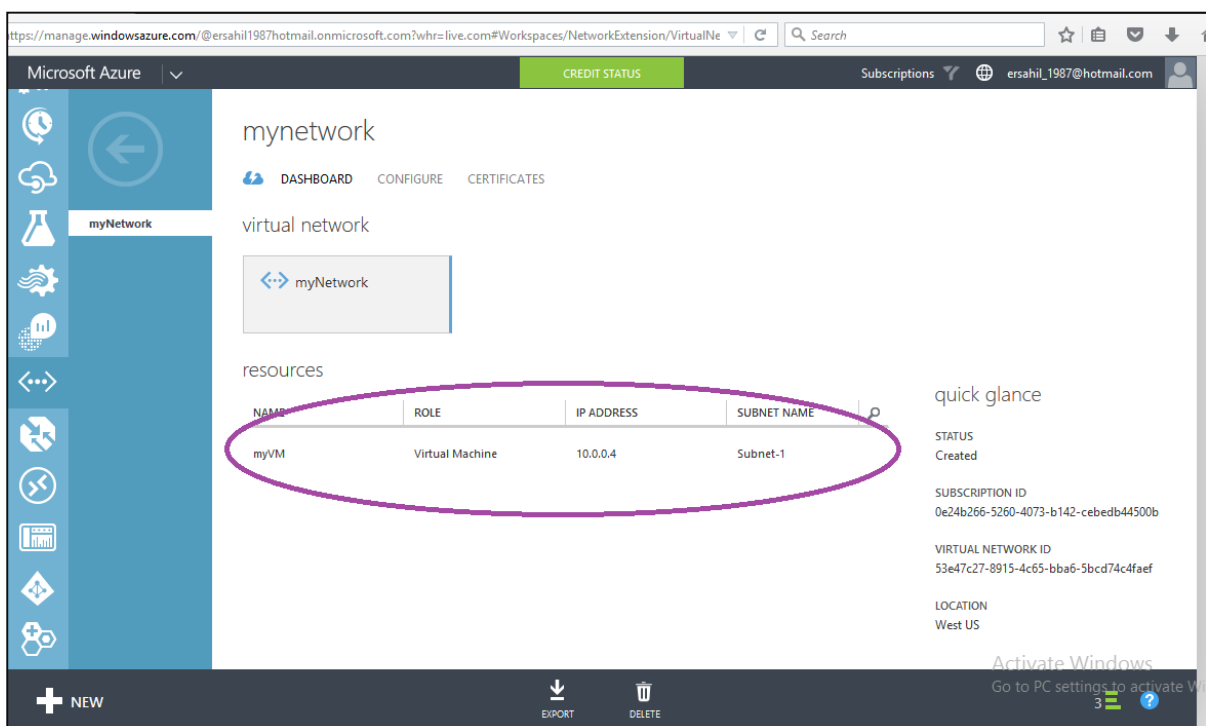 ttps://manage.windowsazure.com/@ersahil1987hotmail.onmicrosoft.com?whr=live.com#Workspaces/NetworkExtension/VirtualNe
Search
Microsoft Azure
CREDIT STATUS
Subscriptions
ersahil_1987@hotmail.com
mynetwork
DASHBOARD CONFIGURE CERTIFICATES
myNetwork
virtual network
myNetwork
resources
NAME ROLE IP ADDRESS SUBNET NAME
myVM Virtual Machine 10.0.0.4 Subnet-1
quick glance
STATUS
Created
SUBSCRIPTION ID
0e24b266-5260-4073-b142-cebedb44500b
VIRTUAL NETWORK ID
53e47c27-8915-4c65-bba6-5bcd74c4faef
LOCATION
West US
Activate Windows
Go to PC settings to activate Wi
NEW
EXPORT
DELETE
3
?